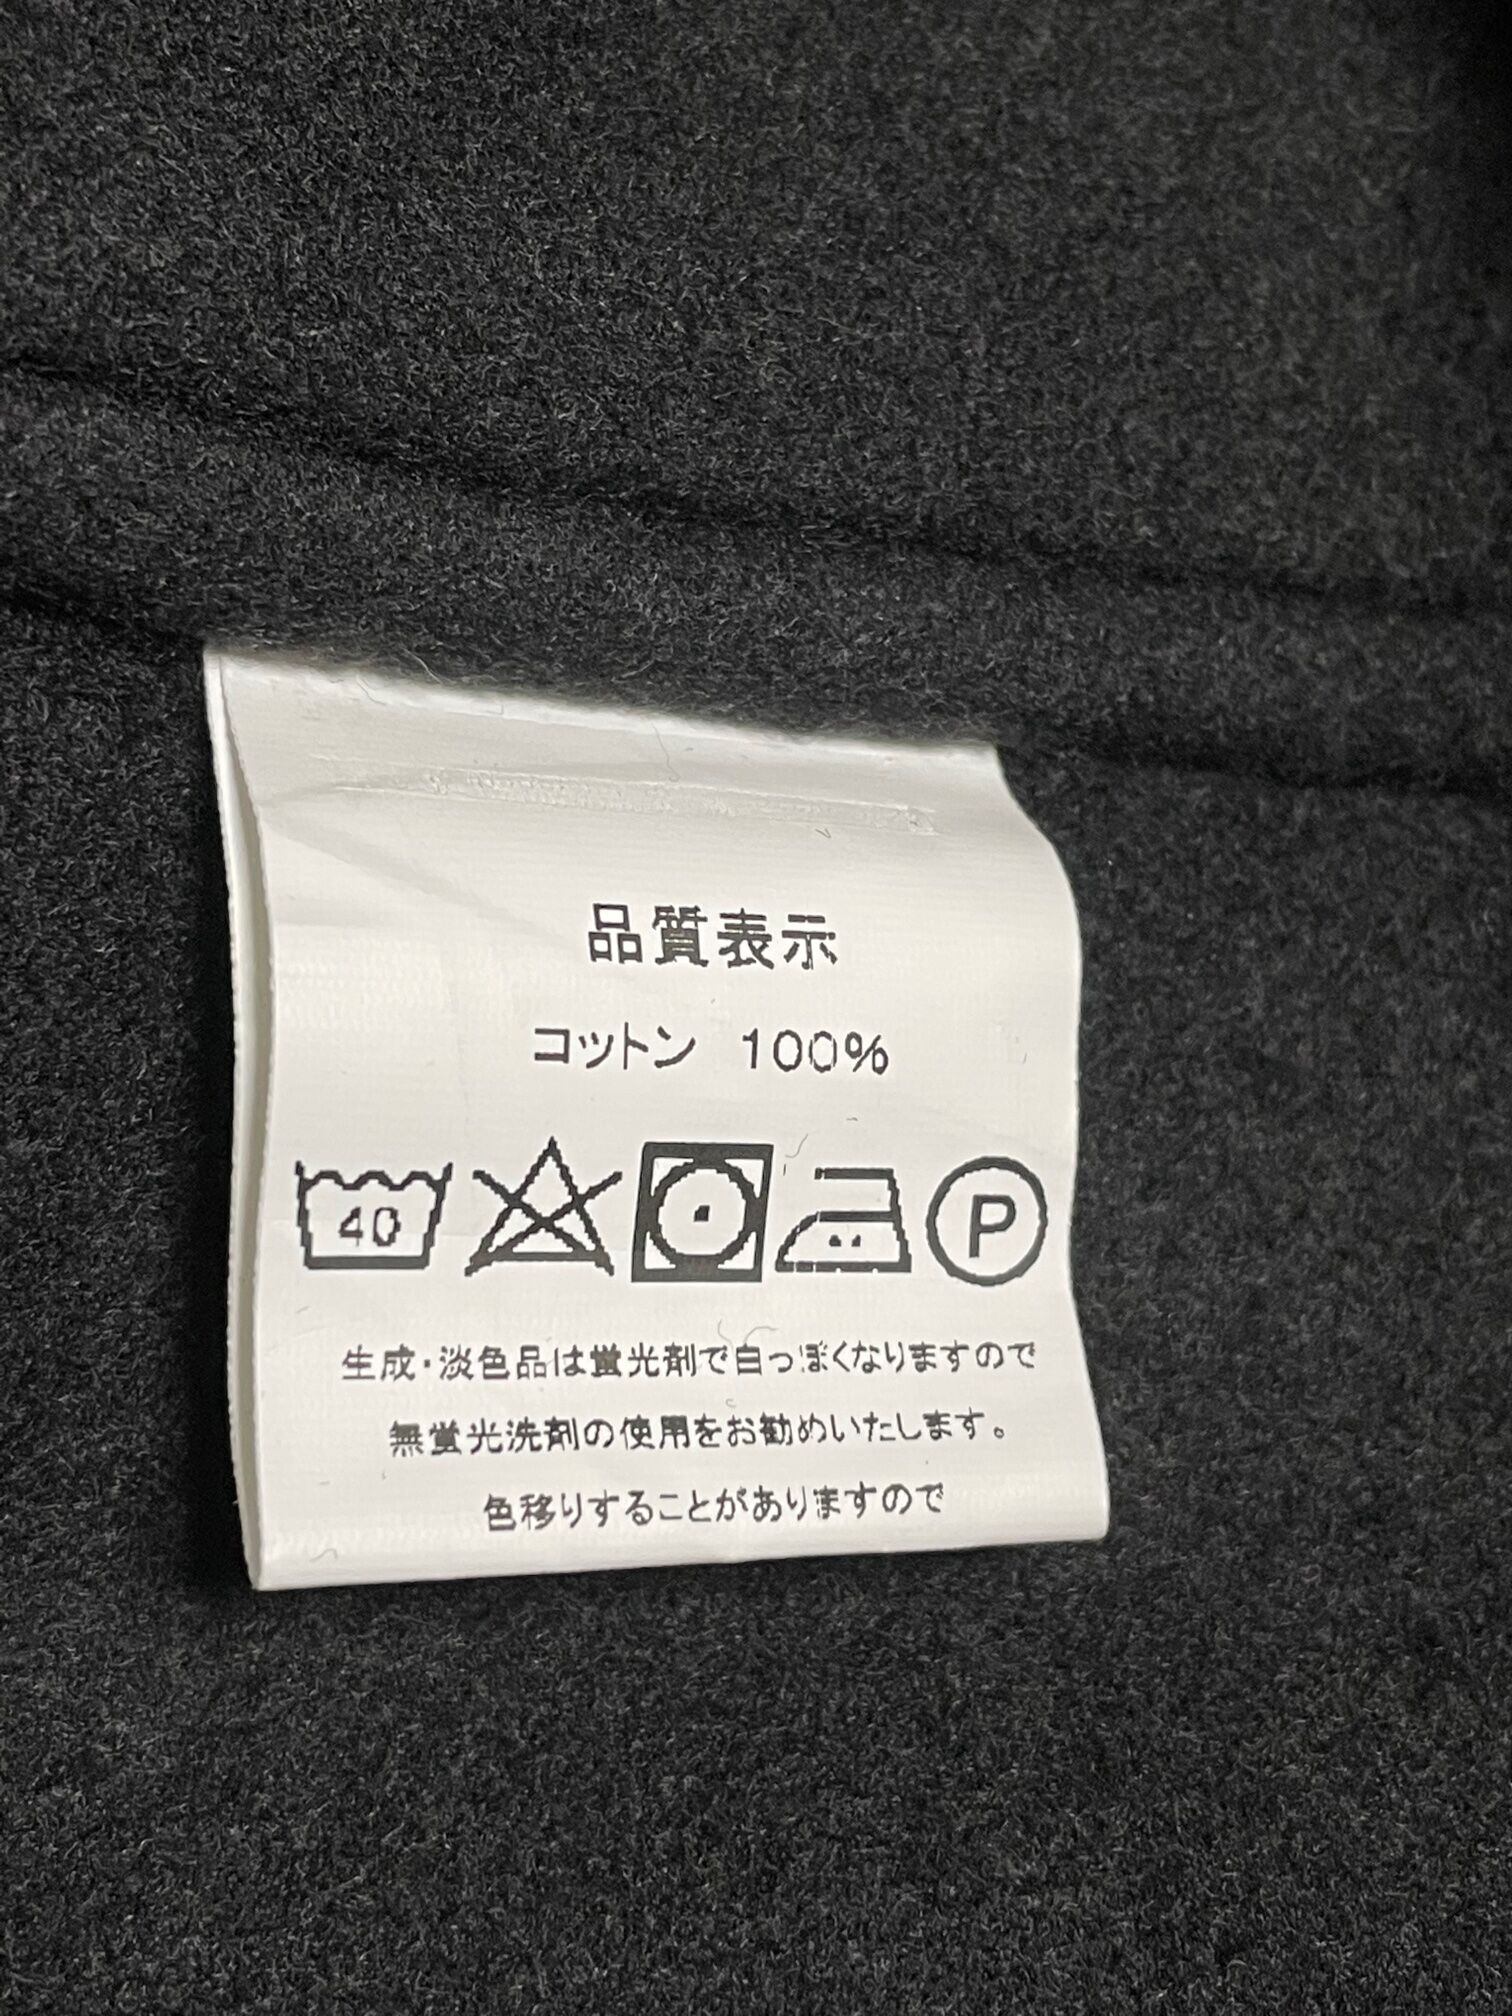 品質表示
コットン 100%
40 P
生成・淡色品は蛍光剤で白っぽくなりますので
無蛍光洗剤の使用をお勧めいたします。
色移りすることがありますので